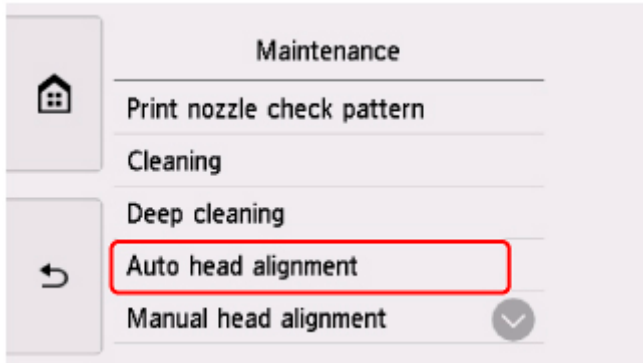 Maintenance
Print nozzle check pattern
Cleaning
Deep cleaning
Auto head alignment
Manual head alignment